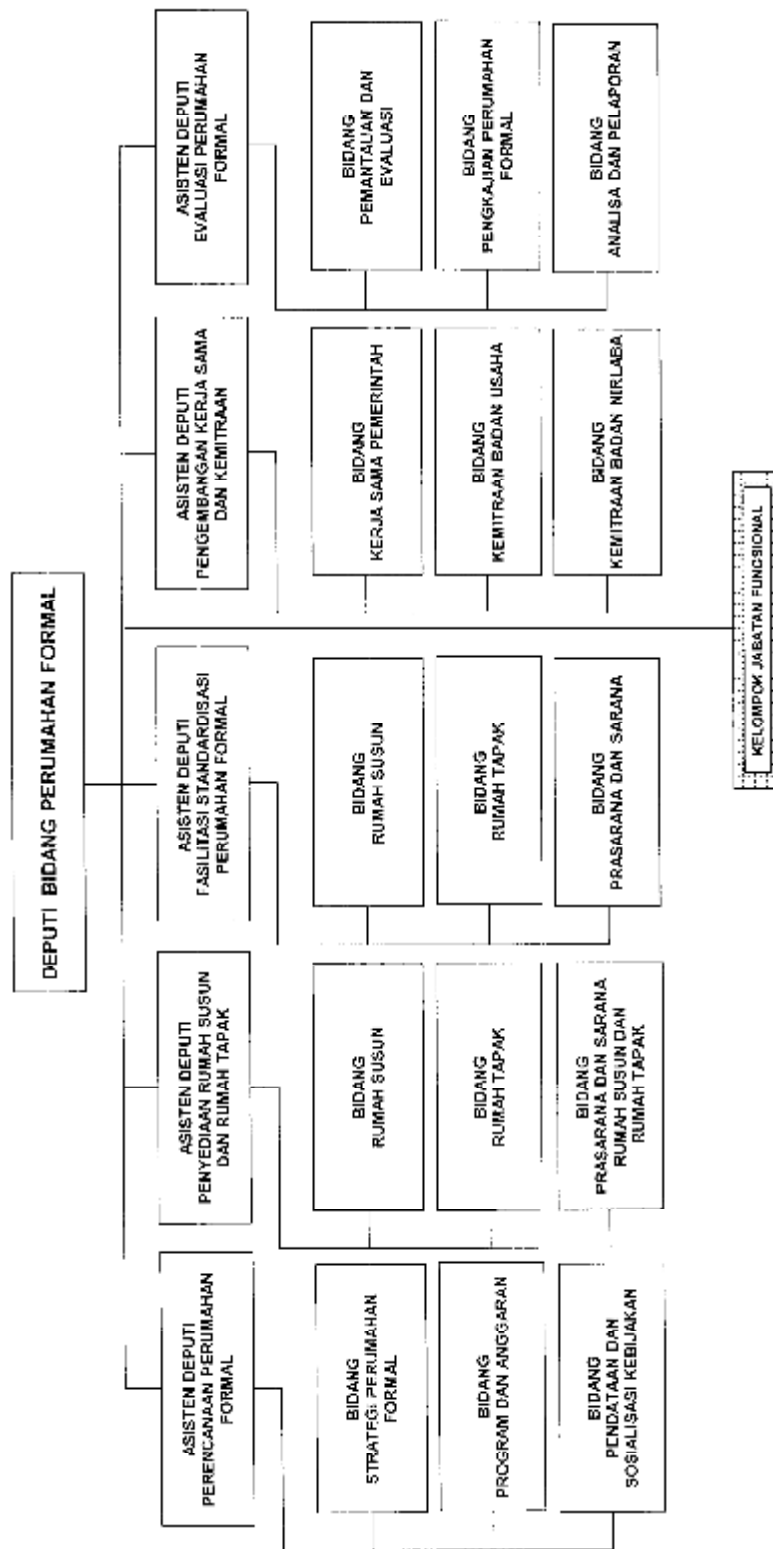 DEPUTI BIDANG PERUMAHAN FORMAL
ASISTEN DEPUTI
PERENCANAAN PERUMAHAN
FORMAL
ASISTEN DEPUTI
PENYEDIAAN RUMAH SUSUN
DAN RUMAH TAPAK
ASISTEN DEPUTI
FASILITASI STANDARDISASI
PERUMAHAN FORMAL
ASISTEN DEPUTI
PENGEMBANGAN KERJA SAMA
DAN KEMITRAAN
ASISTEN DEPUTI
EVALUASI PERUMAHAN
FORMAL
BIDANG
STRATEGI PERUMAHAN
FORMAL
BIDANG
RUMAH SUSUN
BIDANG
RUMAH SUSUN
BIDANG
KERJA SAMA PEMERINTAH
BIDANG
PEMANTAUAN DAN
EVALUASI
BIDANG
PROGRAM DAN ANGGARAN
BIDANG
RUMAH TAPAK
BIDANG
RUMAH TAPAK
BIDANG
KEMITRAAN BADAN USAHA
BIDANG
PENGKAJIAN PERUMAHAN
FORMAL
BIDANG
PENDATAAN DAN
SOSIALISASI KEBIJAKAN
BIDANG
PRASARANA DAN SARANA
RUMAH SUSUN DAN
RUMAH TAPAK
BIDANG
PRASARANA DAN SARANA
BIDANG
KEMITRAAN BADAN NIRLABA
BIDANG
ANALISA DAN PELAPORAN
KELOMPOK JABATAN FUNGSIONAL